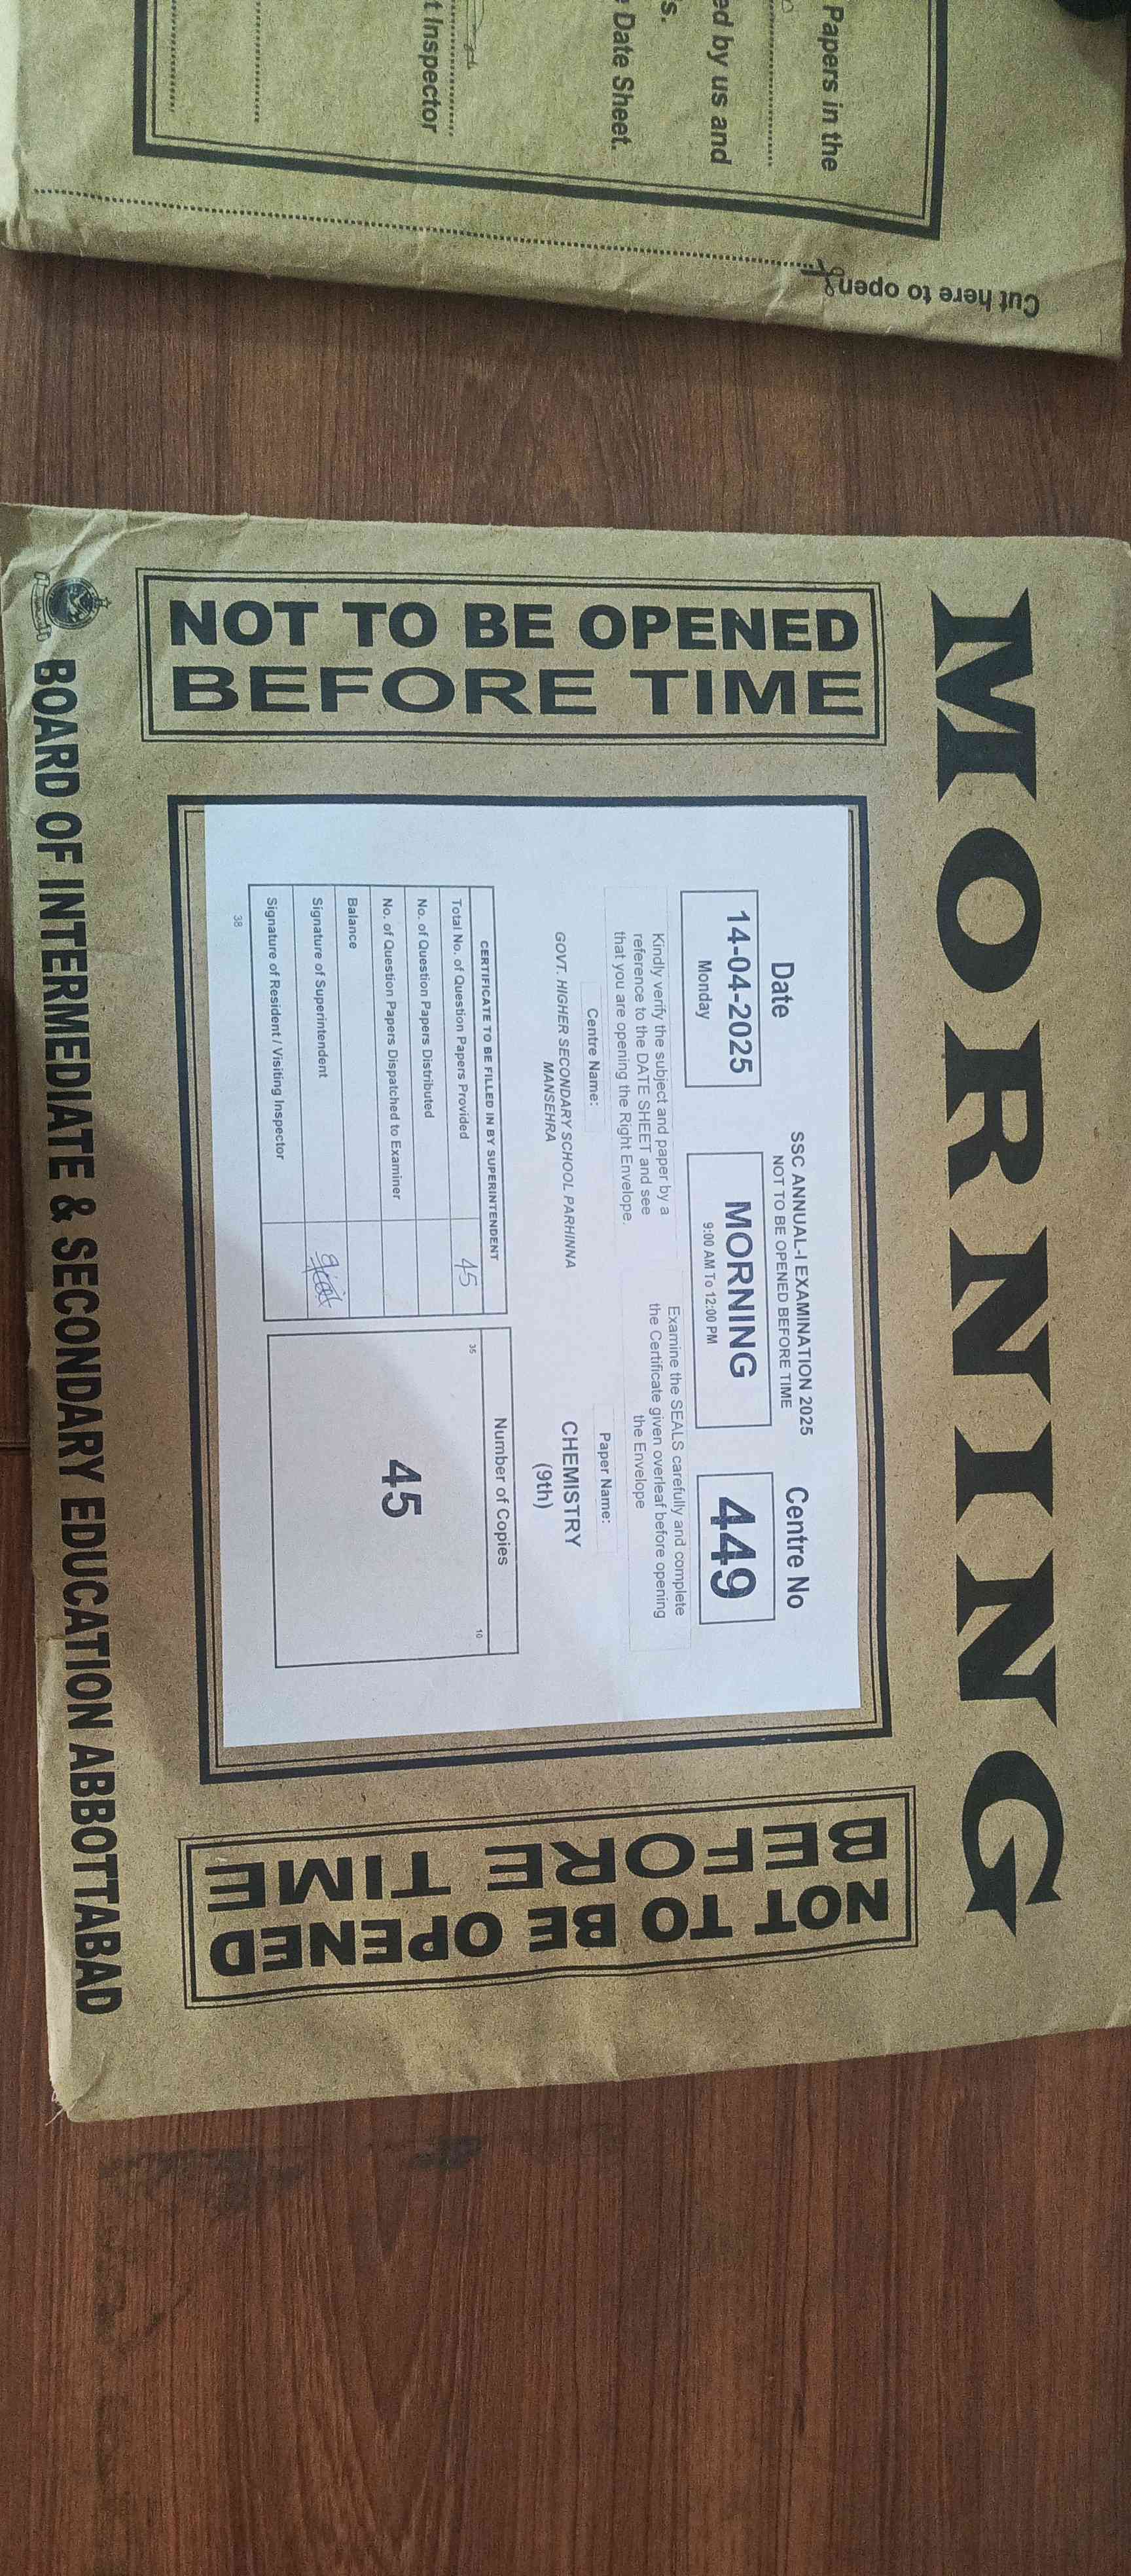 Papers in the
ed by us and
s.
Date Sheet.
t Inspector
Cut here to open
MORNING
NOT TO BE OPENED
BEFORE TIME
SSC ANNUAL-I EXAMINATION 2025
NOT TO BE OPENED BEFORE TIME
Date
Centre No
14-04-2025
Monday
MORNING
9:00 AM To 12:00 PM
449
Kindly verify the subject and paper by a
reference to the DATE SHEET and see
that you are opening the Right Envelope.
Examine the SEALS carefully and complete
the Certificate given overleaf before opening
the Envelope
Centre Name:
GOVT. HIGHER SECONDARY SCHOOL PARHINNA
MANSEHRA
Paper Name:
CHEMISTRY
(9th)
CERTIFICATE TO BE FILLED IN BY SUPERINTENDENT
Total No. of Question Papers Provided 45
No. of Question Papers Distributed
No. of Question Papers Dispatched to Examiner
Balance
Signature of Superintendent
Signature of Resident / Visiting Inspector
38
Number of Copies
35
10
45
NOT TO BE OPENED
BEFORE TIME
BOARD OF INTERMEDIATE & SECONDARY EDUCATION ABBOTTABAD